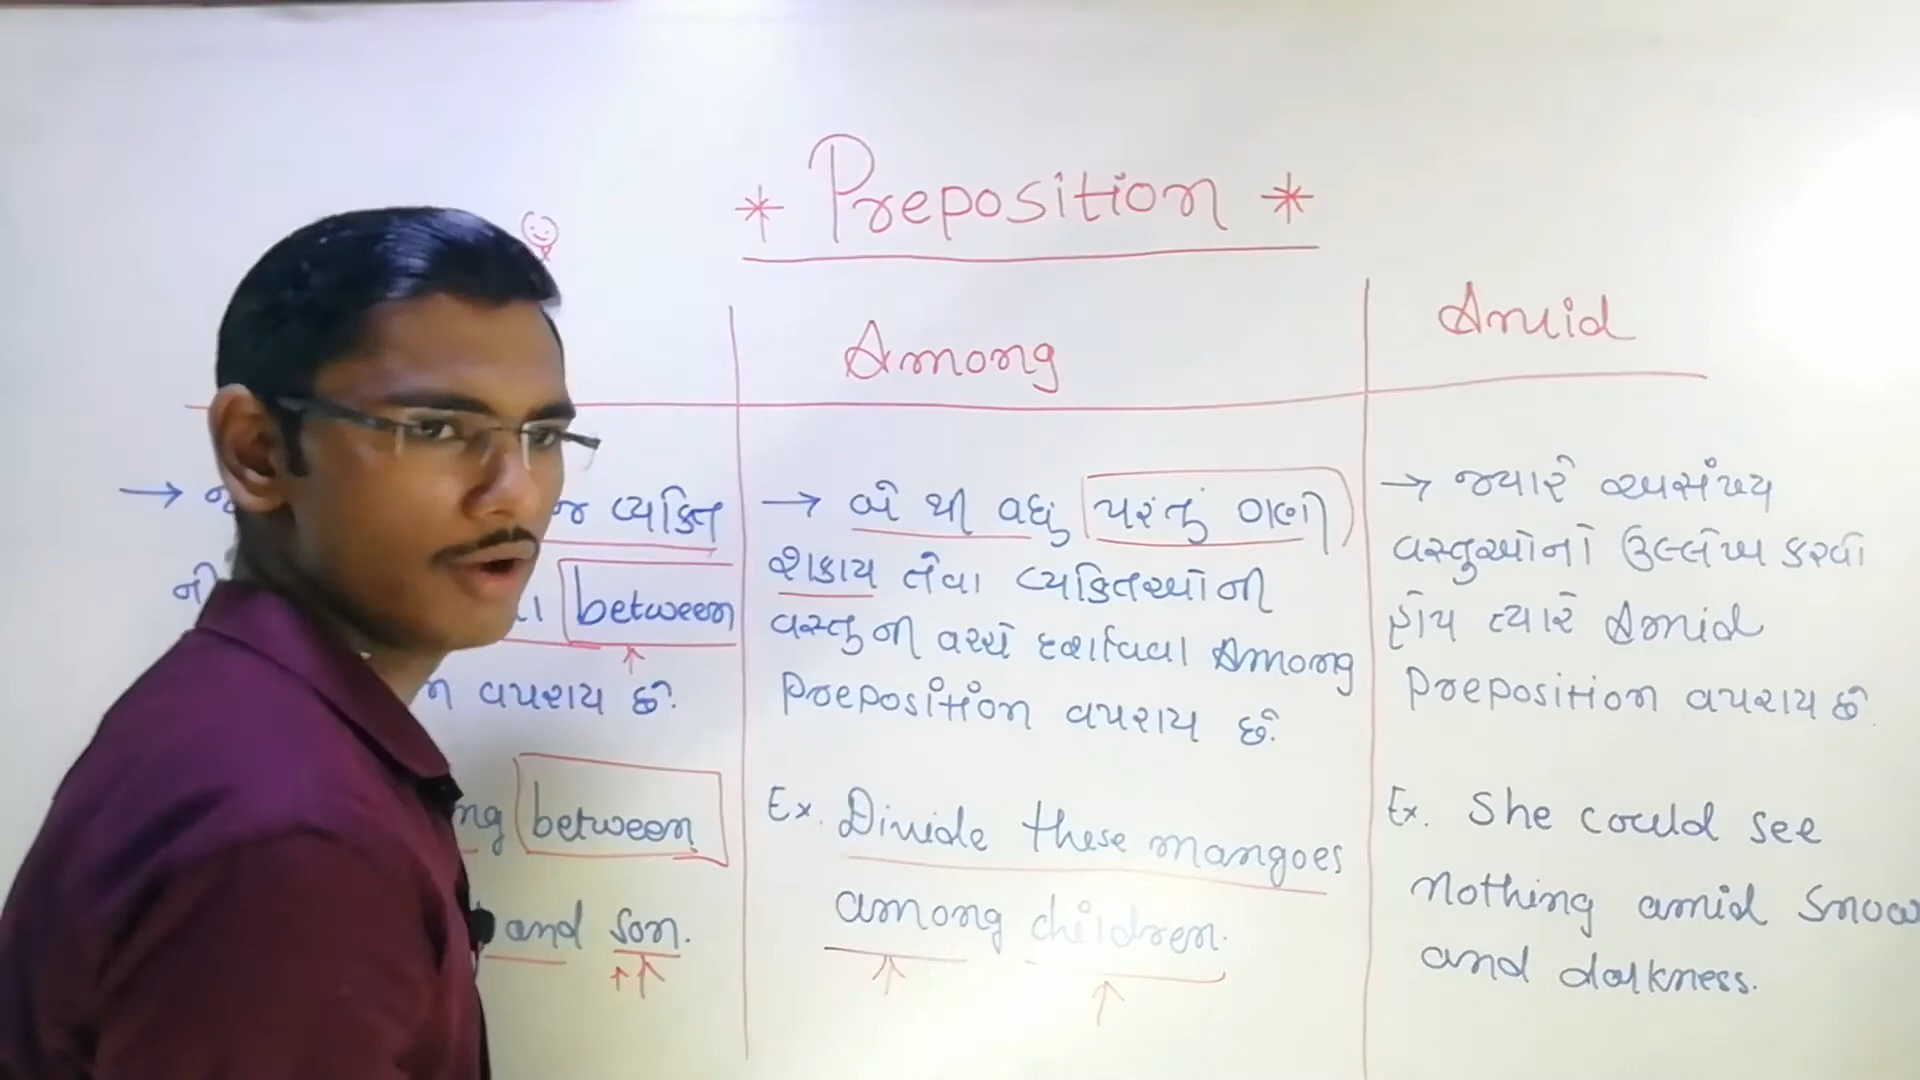 * Preposition *
Among
Amid
→
જ વ્યક્તિ
ની
between
વપરાય છે.
between
and son.
→ બે થી વધું પરંતું ગણી
શકાય તેવા વ્યક્તિઓની
વસ્તુની વચ્ચે દર્શાવવા Among
Preposition વપરાય છે.
Ex. Divide these mangoes
among children.
→ જ્યારે અસંખ્ય
વસ્તુઓનો ઉલ્લેખ કરવો
હોય ત્યારે Amid
Preposition વપરાય છે.
Ex. She could see
nothing amid snow
and darkness.